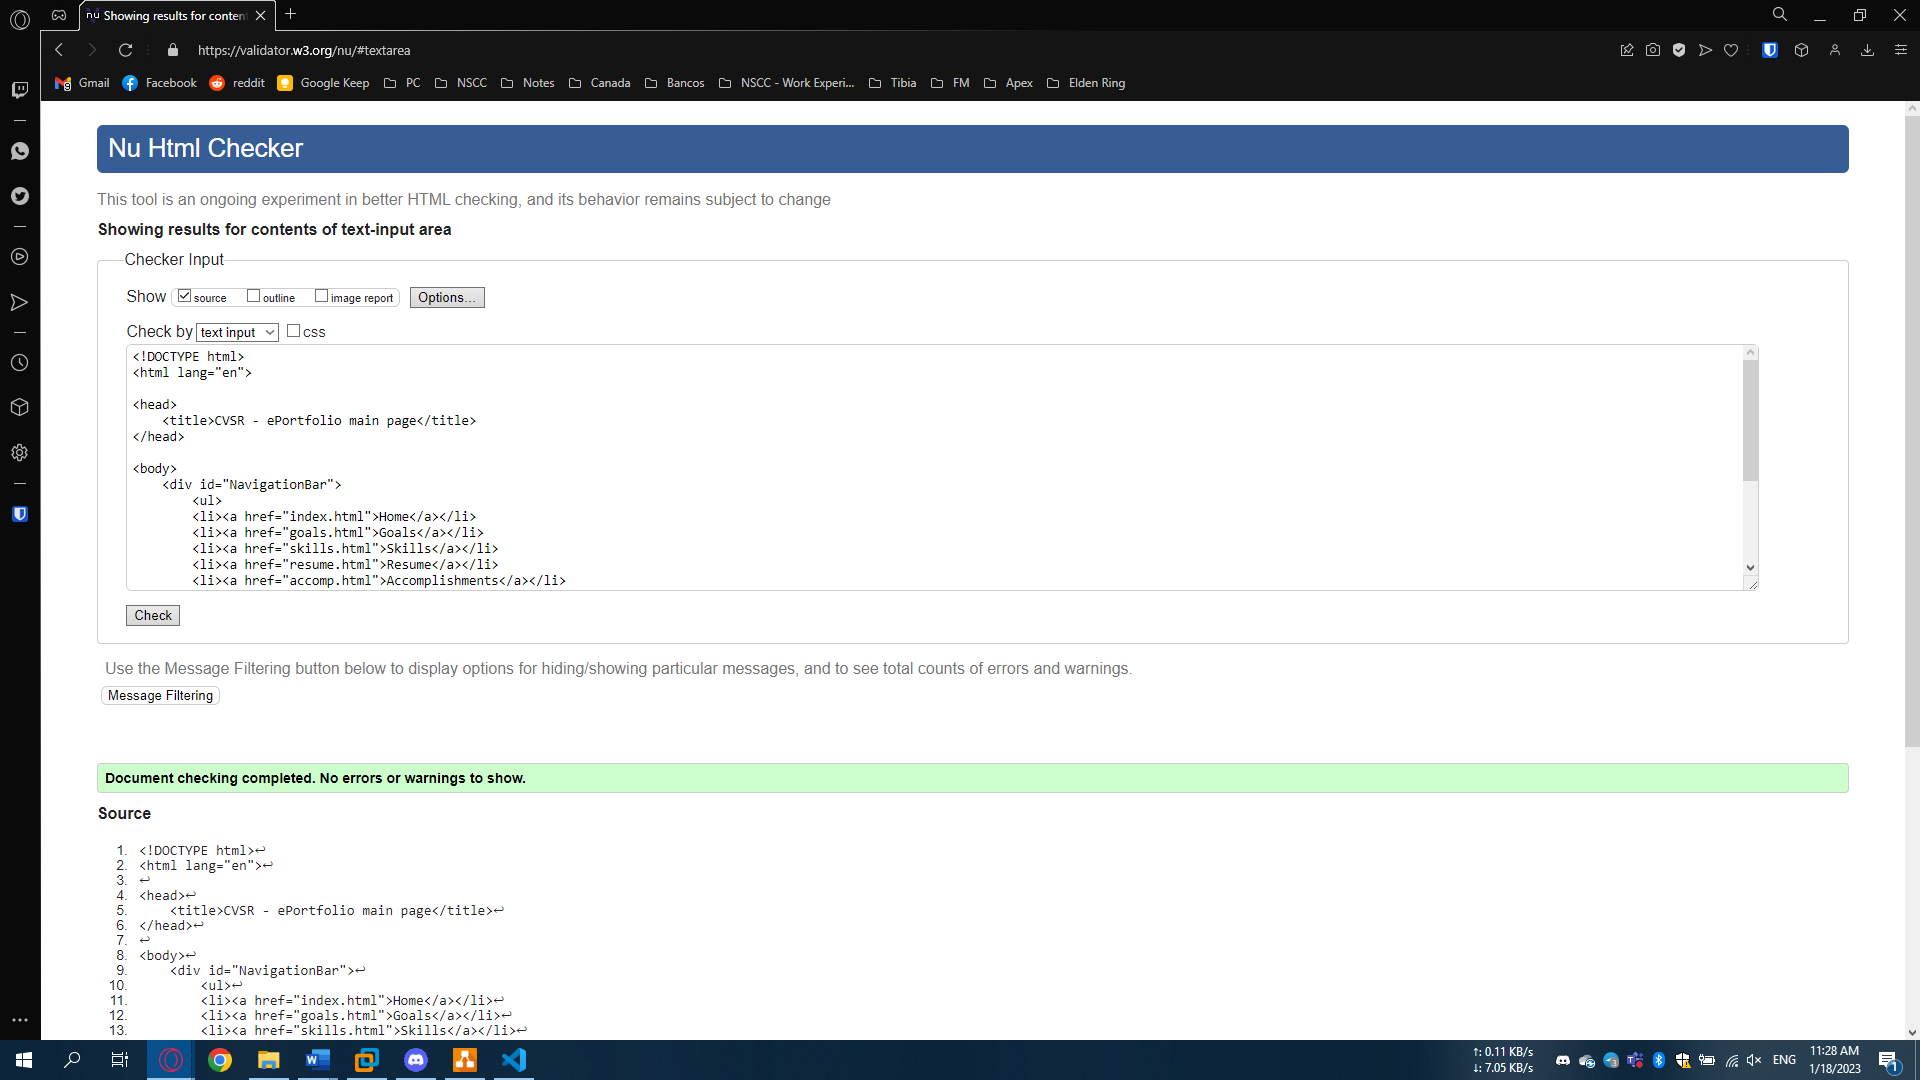 nu Showing results for conten
https://validator.w3.org/nu/#textarea
Gmail Facebook reddit Google Keep PC NSCC Notes Canada Bancos NSCC - Work Experi... Tibia FM Apex Elden Ring
Nu Html Checker
This tool is an ongoing experiment in better HTML checking, and its behavior remains subject to change
Showing results for contents of text-input area
Checker Input
Show source outline image report Options...
Check by text input css
<!DOCTYPE html>
<html lang="en">
<head>
<title>CVSR - ePortfolio main page</title>
</head>
<body>
<div id="NavigationBar">
<ul>
<li><a href="index.html">Home</a></li>
<li><a href="goals.html">Goals</a></li>
<li><a href="skills.html">Skills</a></li>
<li><a href="resume.html">Resume</a></li>
<li><a href="accomp.html">Accomplishments</a></li>
Check
Use the Message Filtering button below to display options for hiding/showing particular messages, and to see total counts of errors and warnings.
Message Filtering
Document checking completed. No errors or warnings to show.
Source
1. <!DOCTYPE html>↩
2. <html lang="en">↩
3. ↩
4. <head>↩
5. <title>CVSR - ePortfolio main page</title>↩
6. </head>↩
7. ↩
8. <body>↩
9. <div id="NavigationBar">↩
10. <ul>↩
11. <li><a href="index.html">Home</a></li>↩
12. <li><a href="goals.html">Goals</a></li>↩
13. <li><a href="skills.html">Skills</a></li>↩
↑: 0.11 KB/s
↓: 7.05 KB/s
ENG
11:28 AM
1/18/2023
1